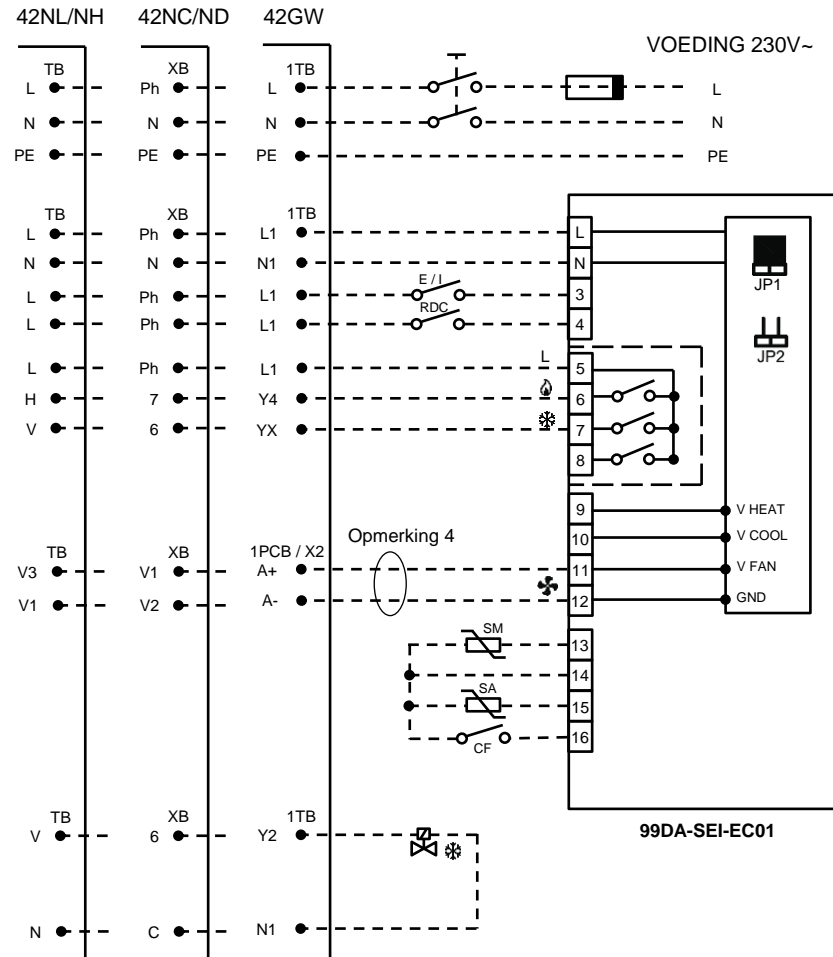 42NL/NH 42NC/ND 42GW
VOEDING 230V~
TB XB 1TB
L Ph L L
N N N N
PE PE PE PE
TB XB 1TB
L Ph L1 L
N N N1 N
L Ph L1 E / I 3
L Ph L1 RDC 4
JP1
JP2
L Ph L1 L 5
H 7 Y4 6
V 6 YX 7
8
9 V HEAT
10 V COOL
Opmerking 4
TB XB 1PCB / X2
V3 V1 A+ 11 V FAN
V1 V2 A- 12 GND
SM 13
14
SA 15
CF 16
TB XB 1TB
V 6 Y2
99DA-SEI-EC01
N C N1